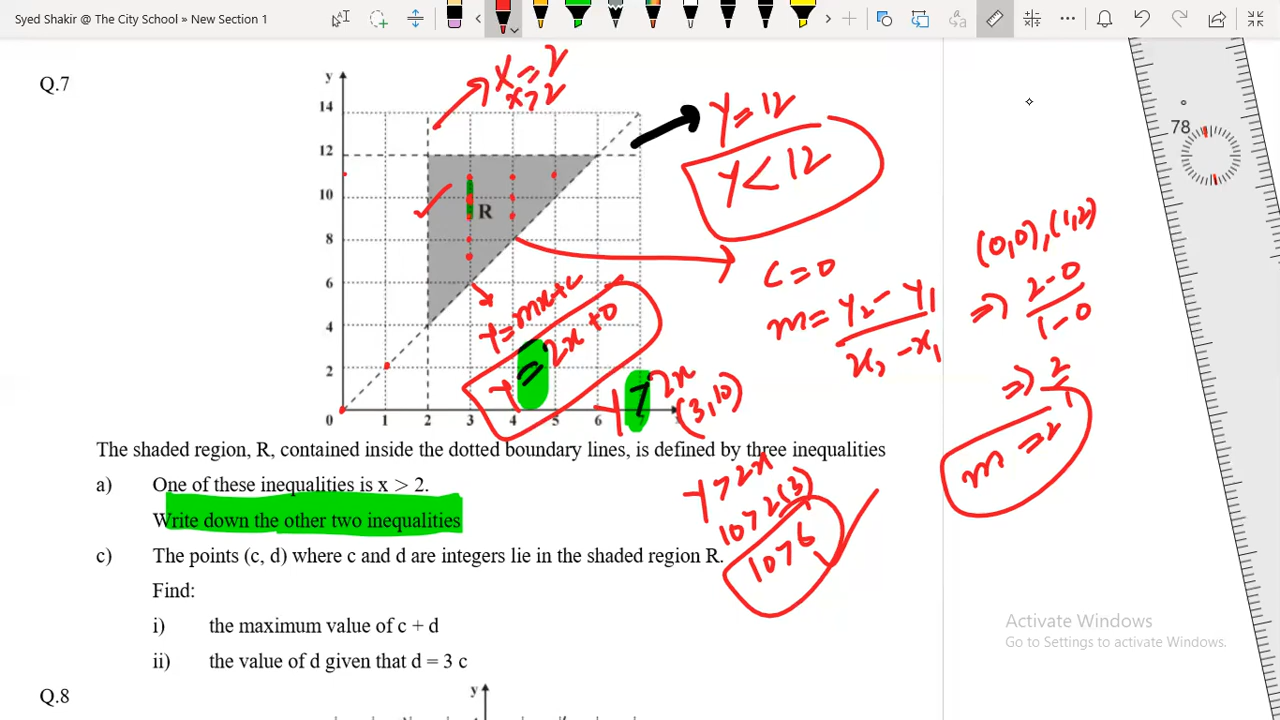 Syed Shakir @ The City School » New Section 1
78
Q.7
y
14
12
10
8
6
4
2
0
1 2 3 4 5 6
R
x = 2
x > 2
y = 12
y < 12
(0,0), (1,2)
C = 0
m = y2 - y1
x2 - x1
=> 2-0
1-0
=> 2
1
m = 2
y = mx + c
y = 2x + 0
y > 2x
(3,10)
The shaded region, R, contained inside the dotted boundary lines, is defined by three inequalities
a) One of these inequalities is x > 2.
Write down the other two inequalities
y > 2x
10 > 2(3)
10 > 6
c) The points (c, d) where c and d are integers lie in the shaded region R.
Find:
i) the maximum value of c + d
ii) the value of d given that d = 3 c
Activate Windows
Go to Settings to activate Windows.
Q.8
y